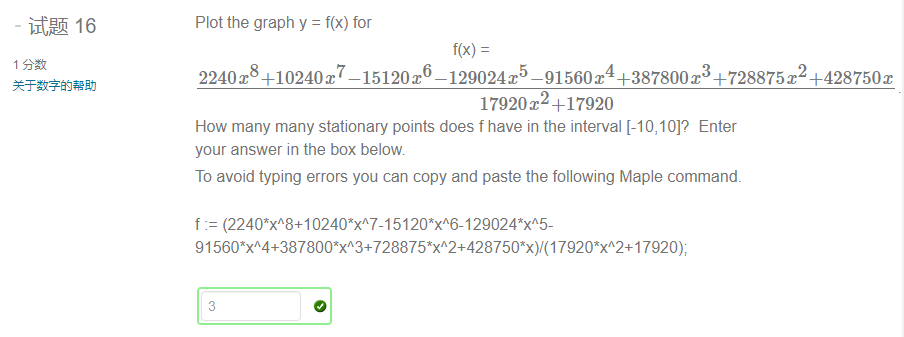 - 试题 16
1 分数
关于数字的帮助
Plot the graph y = f(x) for
f(x) =
2240x^8+10240x^7−15120x^6−129024x^5−91560x^4+387800x^3+728875x^2+428750x
17920x^2+17920
.
How many many stationary points does f have in the interval [-10,10]?  Enter
your answer in the box below.
To avoid typing errors you can copy and paste the following Maple command.
f := (2240*x^8+10240*x^7-15120*x^6-129024*x^5-
91560*x^4+387800*x^3+728875*x^2+428750*x)/(17920*x^2+17920);
3